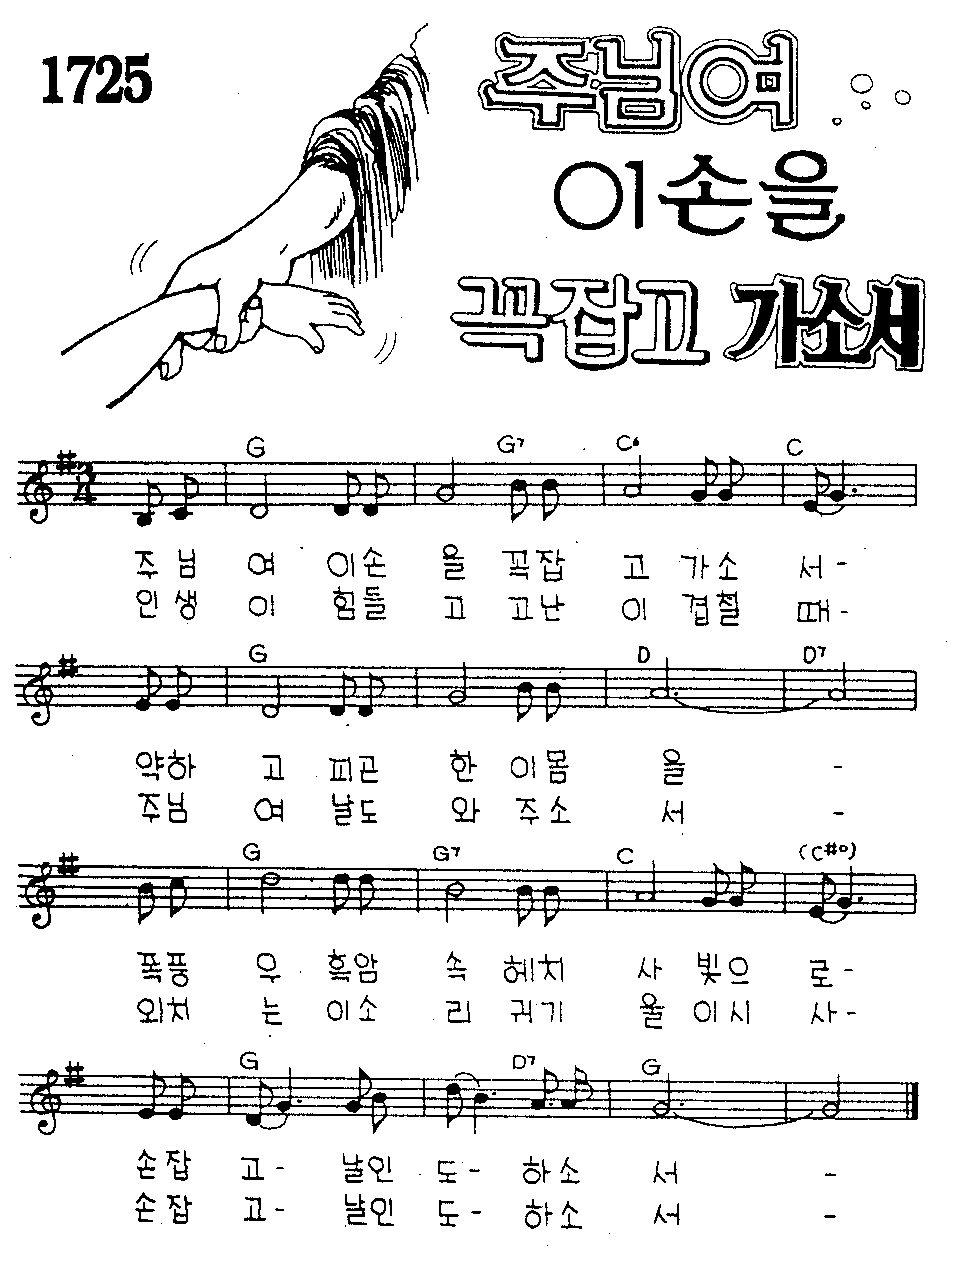 1725
주님여
이손을
꼭잡고 가소서
G G7 C6 C
3/4
주님 여 이손 을 꼭잡 고 가소 서-
인생 이 힘들 고 고난 이 겹칠 때-
G D D7
약하 고 피곤 한 이몸 을 -
주님 여 날도 와 주소 서 -
G G7 C (C#o)
폭풍 우 흑암 속 헤치 사 빛으 로-
외치 는 이소 리 귀기 울 이시 사-
G D7 G
손잡 고- 날인 도- 하소 서 -
손잡 고- 날인 도- 하소 서 -